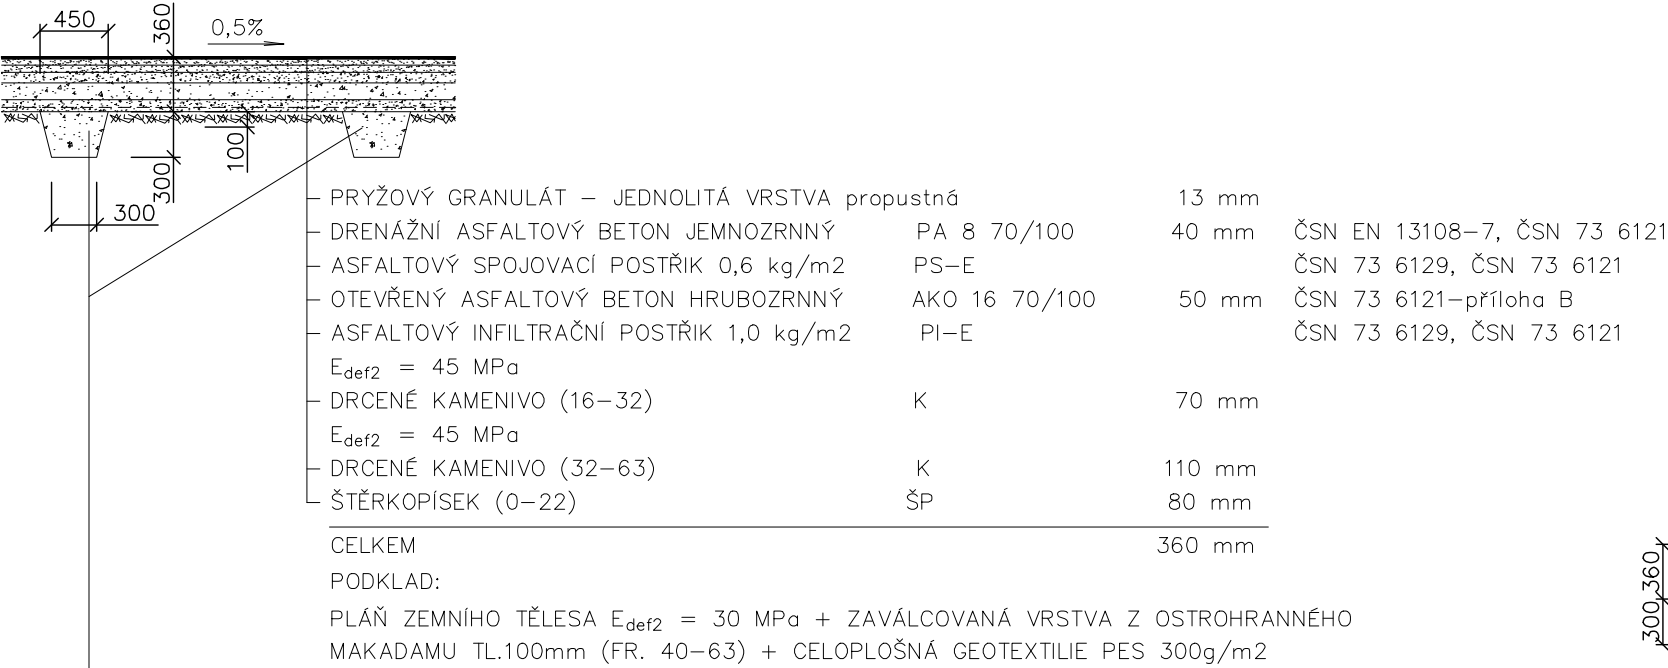 450
360
0,5%
100
300
300
PRYŽOVÝ GRANULÁT – JEDNOLITÁ VRSTVA propustná 13 mm
DRENÁŽNÍ ASFALTOVÝ BETON JEMNOZRNNÝ PA 8 70/100 40 mm ČSN EN 13108–7, ČSN 73 6121
ASFALTOVÝ SPOJOVACÍ POSTŘIK 0,6 kg/m2 PS–E ČSN 73 6129, ČSN 73 6121
OTEVŘENÝ ASFALTOVÝ BETON HRUBOZRNNÝ AKO 16 70/100 50 mm ČSN 73 6121–příloha B
ASFALTOVÝ INFILTRAČNÍ POSTŘIK 1,0 kg/m2 PI–E ČSN 73 6129, ČSN 73 6121
Edef2 = 45 MPa
DRCENÉ KAMENIVO (16–32) K 70 mm
Edef2 = 45 MPa
DRCENÉ KAMENIVO (32–63) K 110 mm
ŠTĚRKOPÍSEK (0–22) ŠP 80 mm
CELKEM 360 mm
PODKLAD:
PLÁŇ ZEMNÍHO TĚLESA Edef2 = 30 MPa + ZAVÁLCOVANÁ VRSTVA Z OSTROHRANNÉHO
MAKADAMU TL.100mm (FR. 40–63) + CELOPLOŠNÁ GEOTEXTILIE PES 300g/m2
360
300